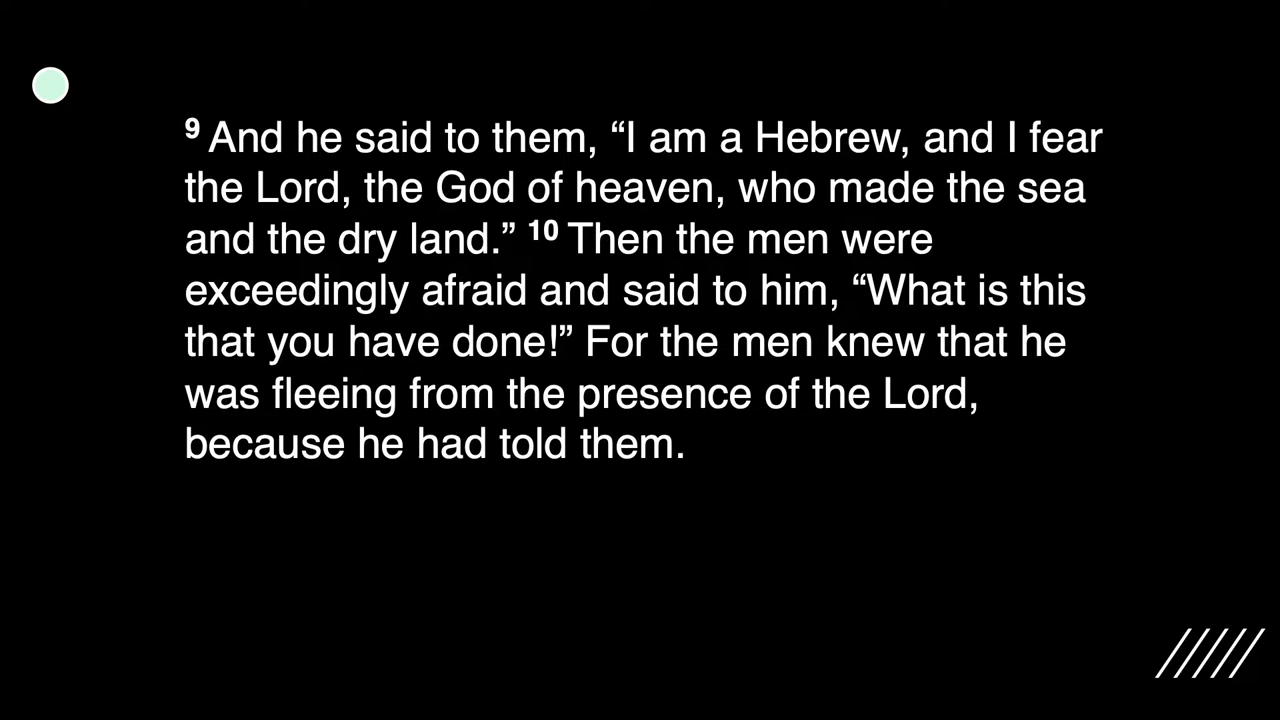 9 And he said to them, “I am a Hebrew, and I fear
the Lord, the God of heaven, who made the sea
and the dry land.” 10 Then the men were
exceedingly afraid and said to him, “What is this
that you have done!” For the men knew that he
was fleeing from the presence of the Lord,
because he had told them.